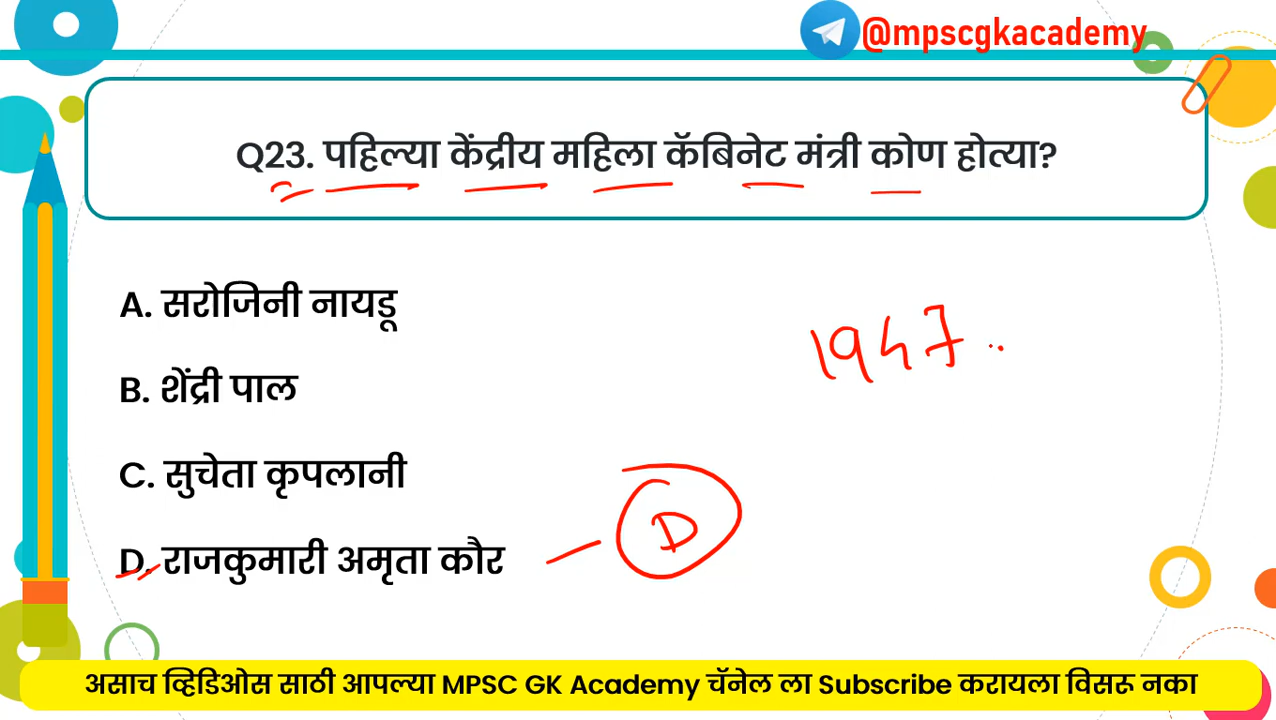 @mpscgkacademy
Q23. पहिल्या केंद्रीय महिला कॅबिनेट मंत्री कोण होत्या?
A. सरोजिनी नायडू
1947..
B. शेंद्री पाल
C. सुचेता कृपलानी
D
D. राजकुमारी अमृता कौर
असाच व्हिडिओस साठी आपल्या MPSC GK Academy चॅनेल ला Subscribe करायला विसरू नका